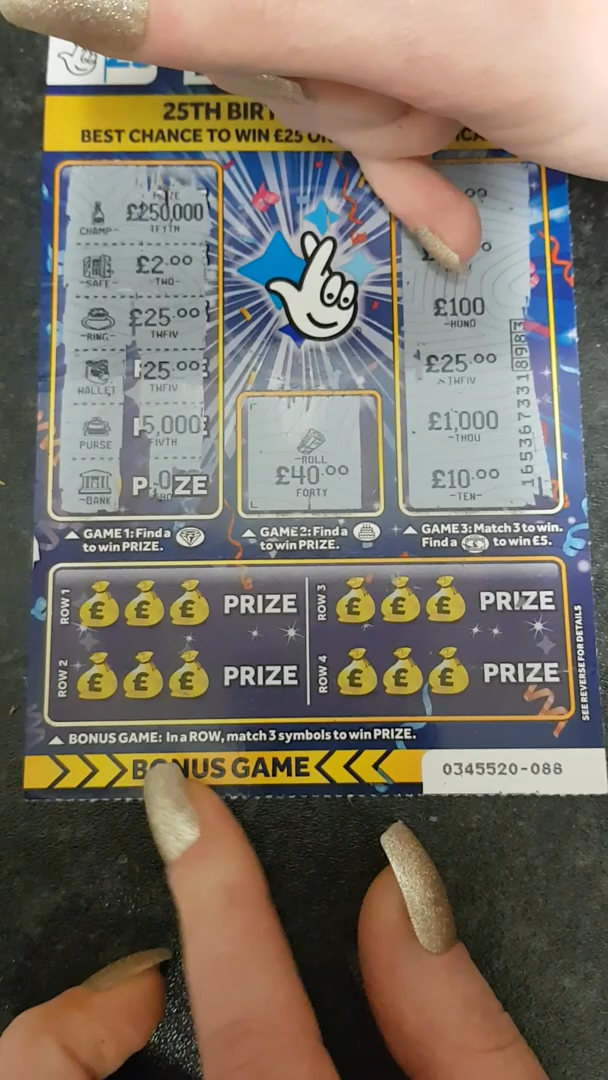 25TH BIR
BEST CHANCE TO WIN £25 O
£250,000
CHAMP-
TFYTH
£2.00
-SAFE-
-TWO-
£25.00
-RING-
TWFIV
25.00
WALLET
TWFIV
5,000
PURSE
FIVTH
-BANK
-ROLL
£40.00
FORTY
£100
-HUND
£25.00
-TWFIV
£1,000
-THOU
£10.00
-TEN-
1653673318983
GAME 1: Find a
to win PRIZE.
GAME 2: Find a
to win PRIZE.
GAME 3: Match 3 to win.
Find a to win £5.
ROW 1 £ £ £ PRIZE
ROW 2 £ £ £ PRIZE
ROW 3 £ £ £ PRIZE
ROW 4 £ £ £ PRIZE
SEE REVERSE FOR DETAILS
BONUS GAME: In a ROW, match 3 symbols to win PRIZE.
BONUS GAME
0345520-088